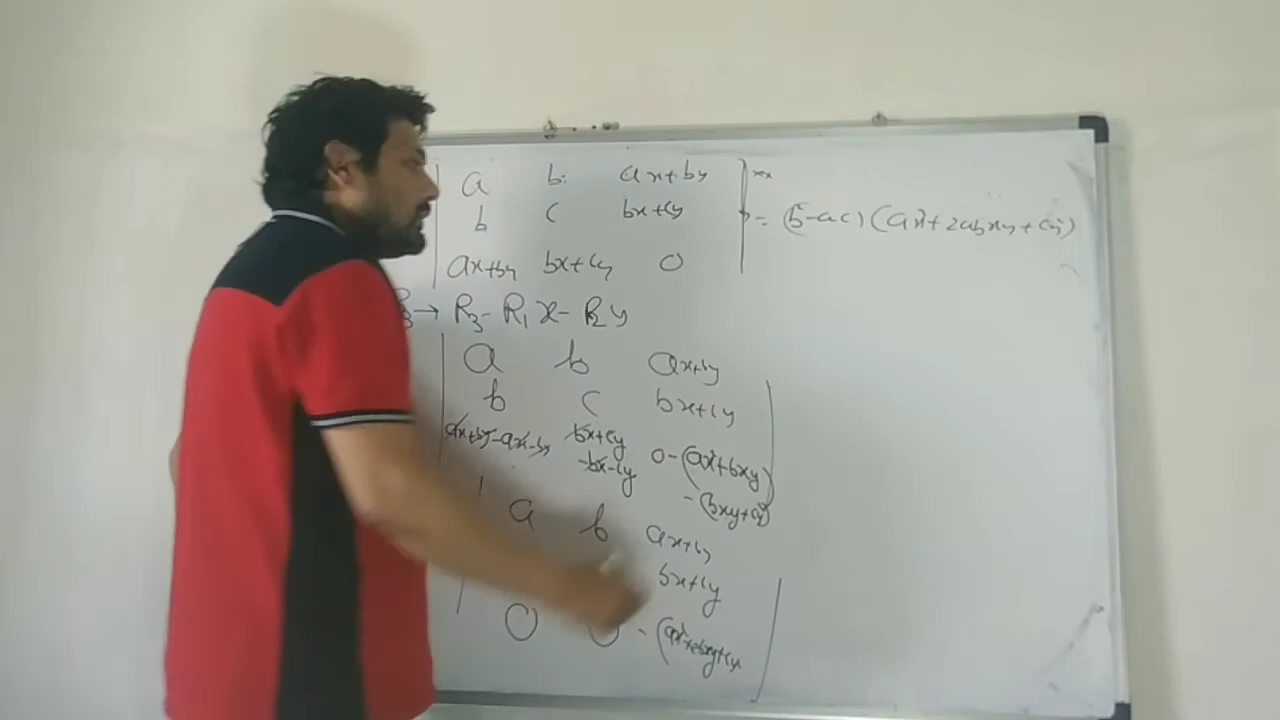 a b ax+by
b c bx+cy = (b²-ac)(ax²+2abxy+cy²)
ax+by bx+cy 0
→ R₃-R₁x-R₂y
a b ax+by
b c bx+cy
ax+by-ax-by bx+cy 0-(ax²+bxy)
-bx-cy -(bxy+cy²)
a b ax+by
bx+cy
0 0 -(ax²+2bxy+cy²